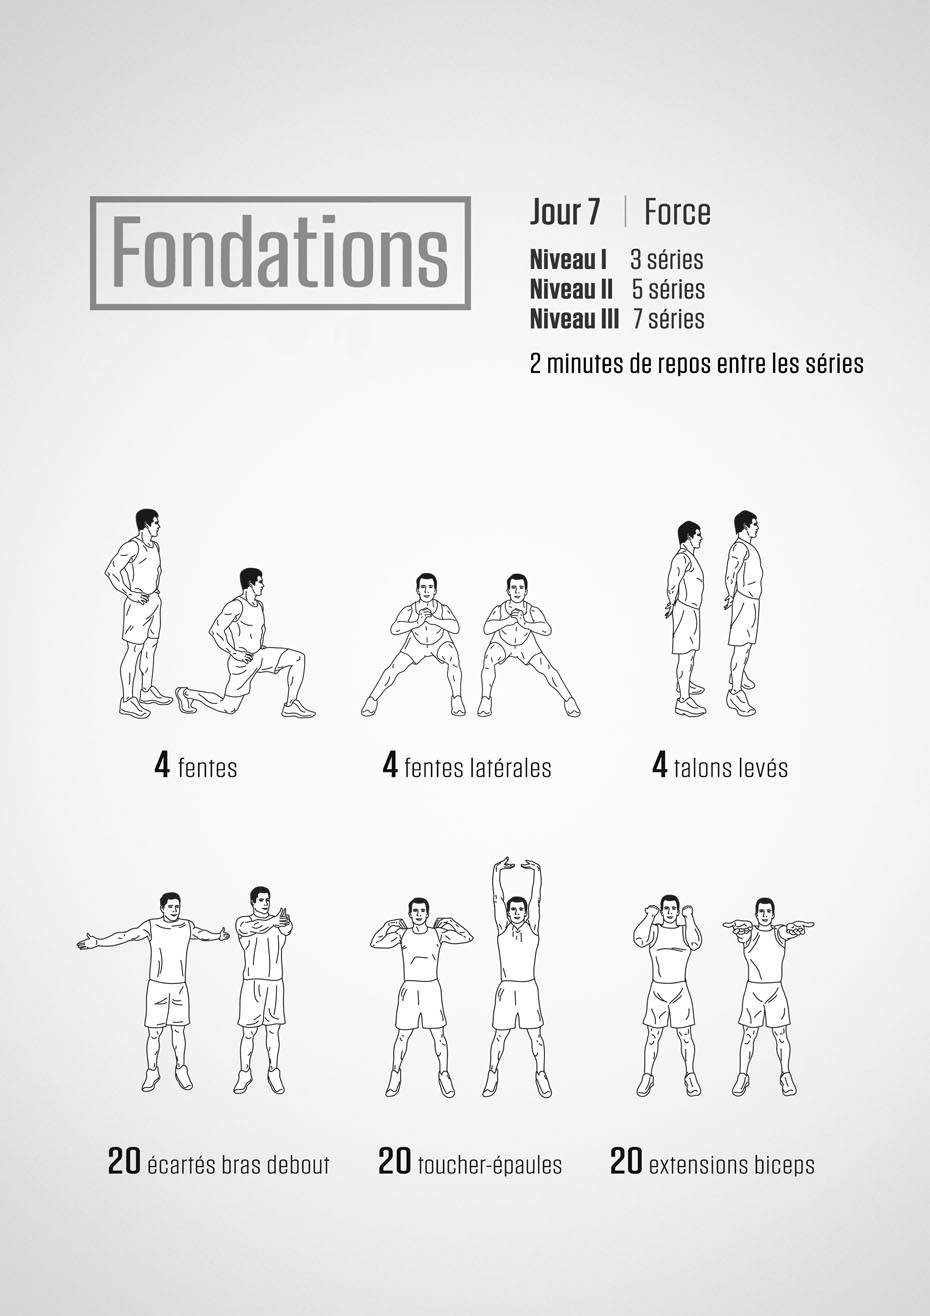 Fondations
Jour 7 | Force
Niveau I 3 séries
Niveau II 5 séries
Niveau III 7 séries
2 minutes de repos entre les séries
4 fentes
4 fentes latérales
4 talons levés
20 écartés bras debout
20 toucher-épaules
20 extensions biceps